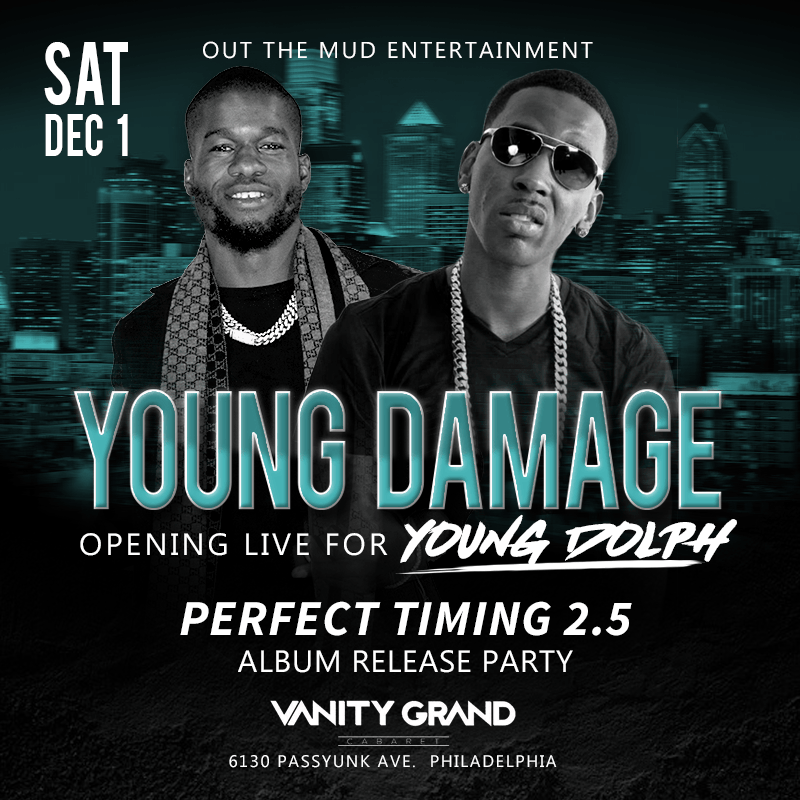 OUT THE MUD ENTERTAINMENT
SAT
DEC 1
YOUNG DAMAGE
OPENING LIVE FOR YOUNG DOLPH
PERFECT TIMING 2.5
ALBUM RELEASE PARTY
VANITY GRAND
CABARET
6130 PASSYUNK AVE. PHILADELPHIA